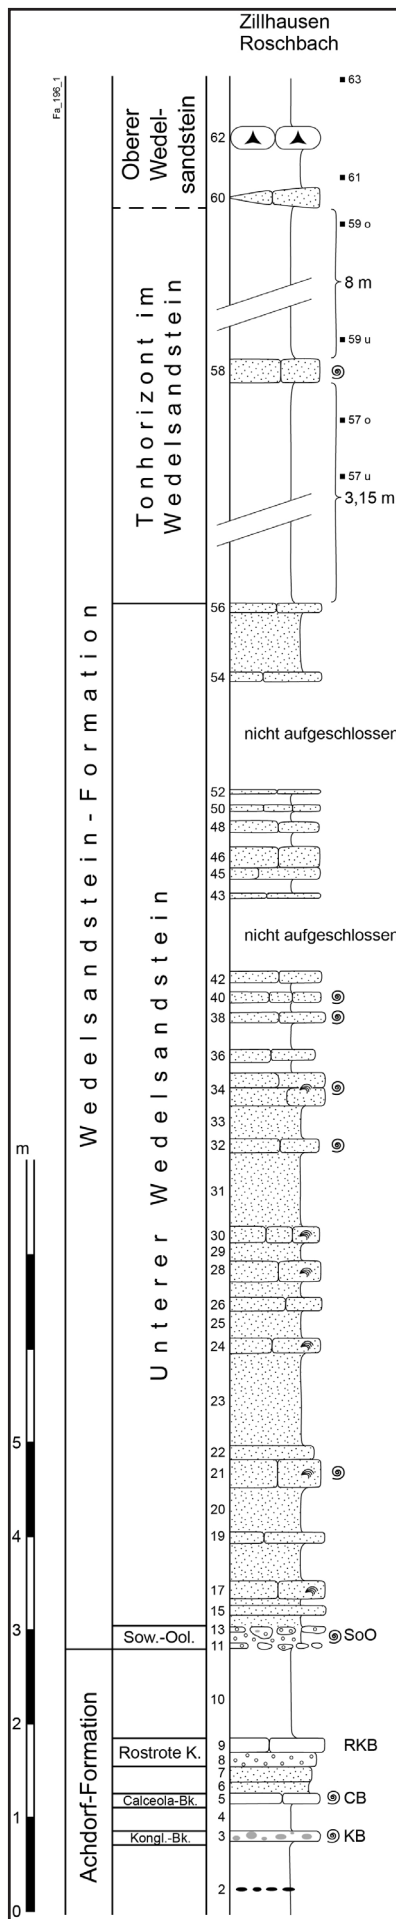 Zillhausen
Roschbach
Fa_196_1
Oberer
Wedel-
sandstein
63
62
61
60
59 o
8 m
59 u
58
57 o
57 u
3,15 m
Tonhorizont im
Wedelsandstein
56
54
nicht aufgeschlossen
52
50
48
46
45
43
nicht aufgeschlossen
42
40
38
36
34
33
32
31
30
29
28
26
25
24
23
22
21
20
19
17
15
13
11
Wedelsandstein-Formation
Unterer Wedelsandstein
m
5
4
3
2
1
0
Sow.-Ool.
SoO
10
Achdorf-Formation
Rostrote K.
9
RKB
8
7
6
Calceola-Bk.
5
CB
4
Kongl.-Bk.
3
KB
2